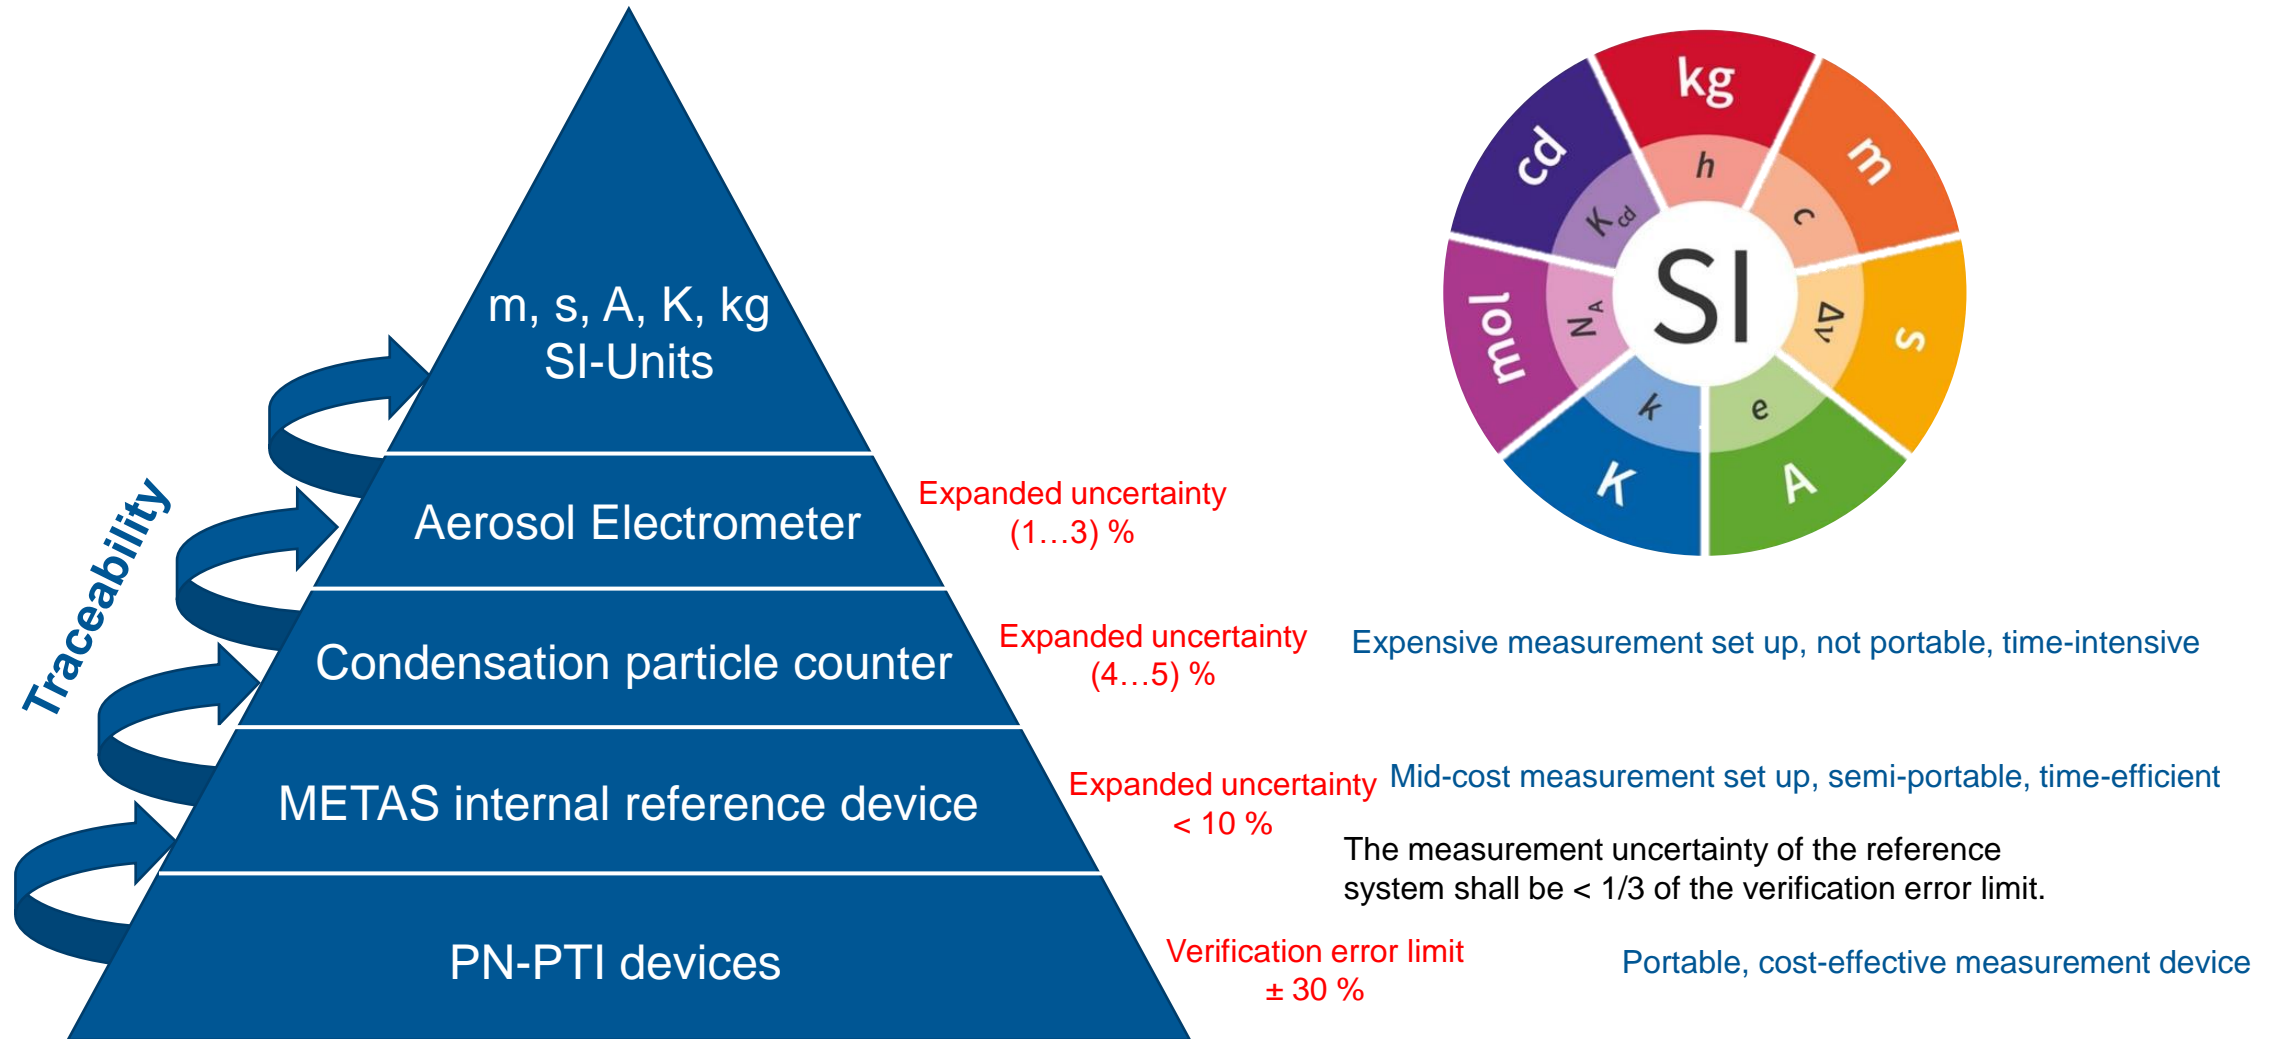 Traceability
m, s, A, K, kg
SI-Units
Aerosol Electrometer
Expanded uncertainty
(1…3) %
Condensation particle counter
Expanded uncertainty
(4…5) %
Expensive measurement set up, not portable, time-intensive
METAS internal reference device
Expanded uncertainty
< 10 %
Mid-cost measurement set up, semi-portable, time-efficient
The measurement uncertainty of the reference
system shall be < 1/3 of the verification error limit.
PN-PTI devices
Verification error limit
± 30 %
Portable, cost-effective measurement device
SI
kg
h
m
c
s
Δν
A
e
K
k
mol
N_A
cd
K_cd